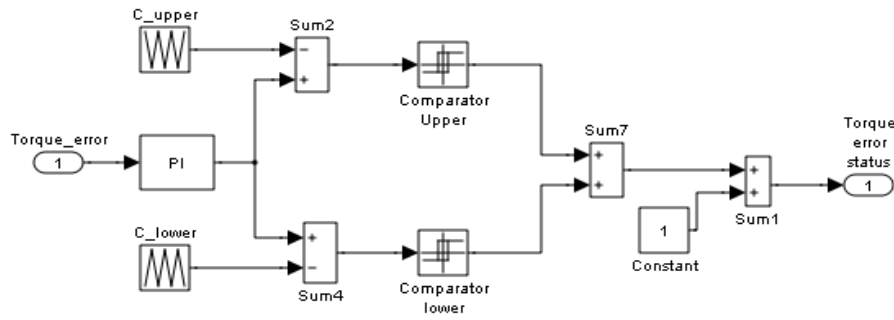 C_upper
Sum2
−
+
Comparator
Upper
Torque_error
1
PI
Sum7
+
+
Torque
error
status
+
+
1
Sum1
1
Constant
C_lower
+
−
Sum4
Comparator
lower